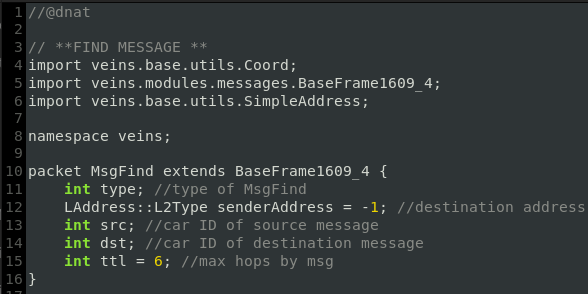 1 //@dnat
2
3 // **FIND MESSAGE **
4 import veins.base.utils.Coord;
5 import veins.modules.messages.BaseFrame1609_4;
6 import veins.base.utils.SimpleAddress;
7
8 namespace veins;
9
10 packet MsgFind extends BaseFrame1609_4 {
11     int type; //type of MsgFind
12     LAddress::L2Type senderAddress = -1; //destination address
13     int src; //car ID of source message
14     int dst; //car ID of destination message
15     int ttl = 6; //max hops by msg
16 }